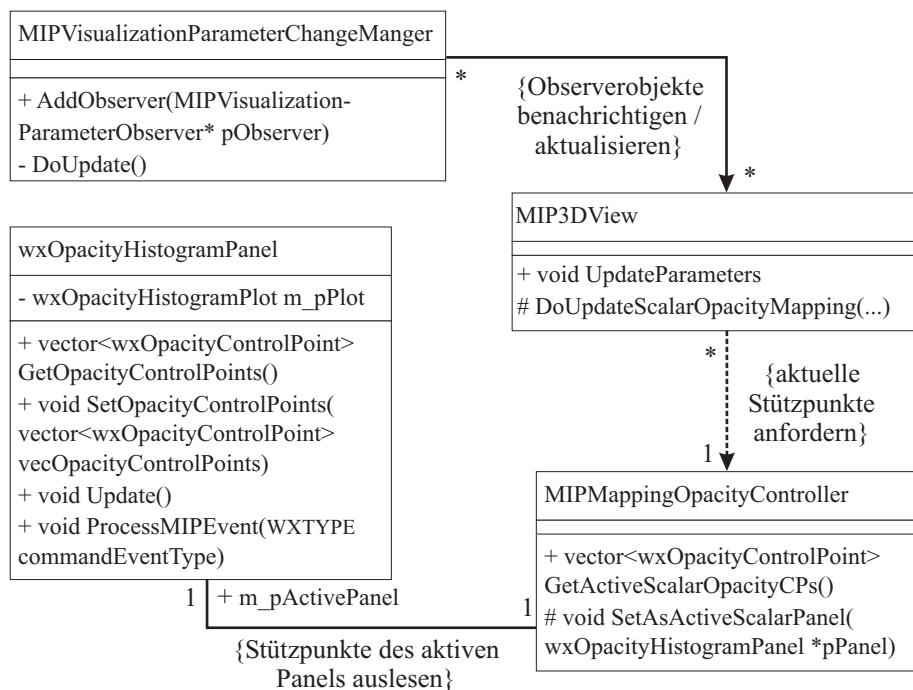 MIPVisualizationParameterChangeManger
+ AddObserver(MIPVisualization-
ParameterObserver* pObserver)
- DoUpdate()
*
{Observerobjekte
benachrichtigen /
aktualisieren}
*
MIP3DView
+ void UpdateParameters
# DoUpdateScalarOpacityMapping(...)
*
{aktuelle
Stützpunkte
anfordern}
1
wxOpacityHistogramPanel
- wxOpacityHistogramPlot m_pPlot
+ vector<wxOpacityControlPoint>
GetOpacityControlPoints()
+ void SetOpacityControlPoints(
vector<wxOpacityControlPoint>
vecOpacityControlPoints)
+ void Update()
+ void ProcessMIPEvent(WXTYPE
commandEventType)
MIPMappingOpacityController
+ vector<wxOpacityControlPoint>
GetActiveScalarOpacityCPs()
# void SetAsActiveScalarPanel(
wxOpacityHistogramPanel *pPanel)
1
+ m_pActivePanel
1
{Stützpunkte des aktiven
Panels auslesen}